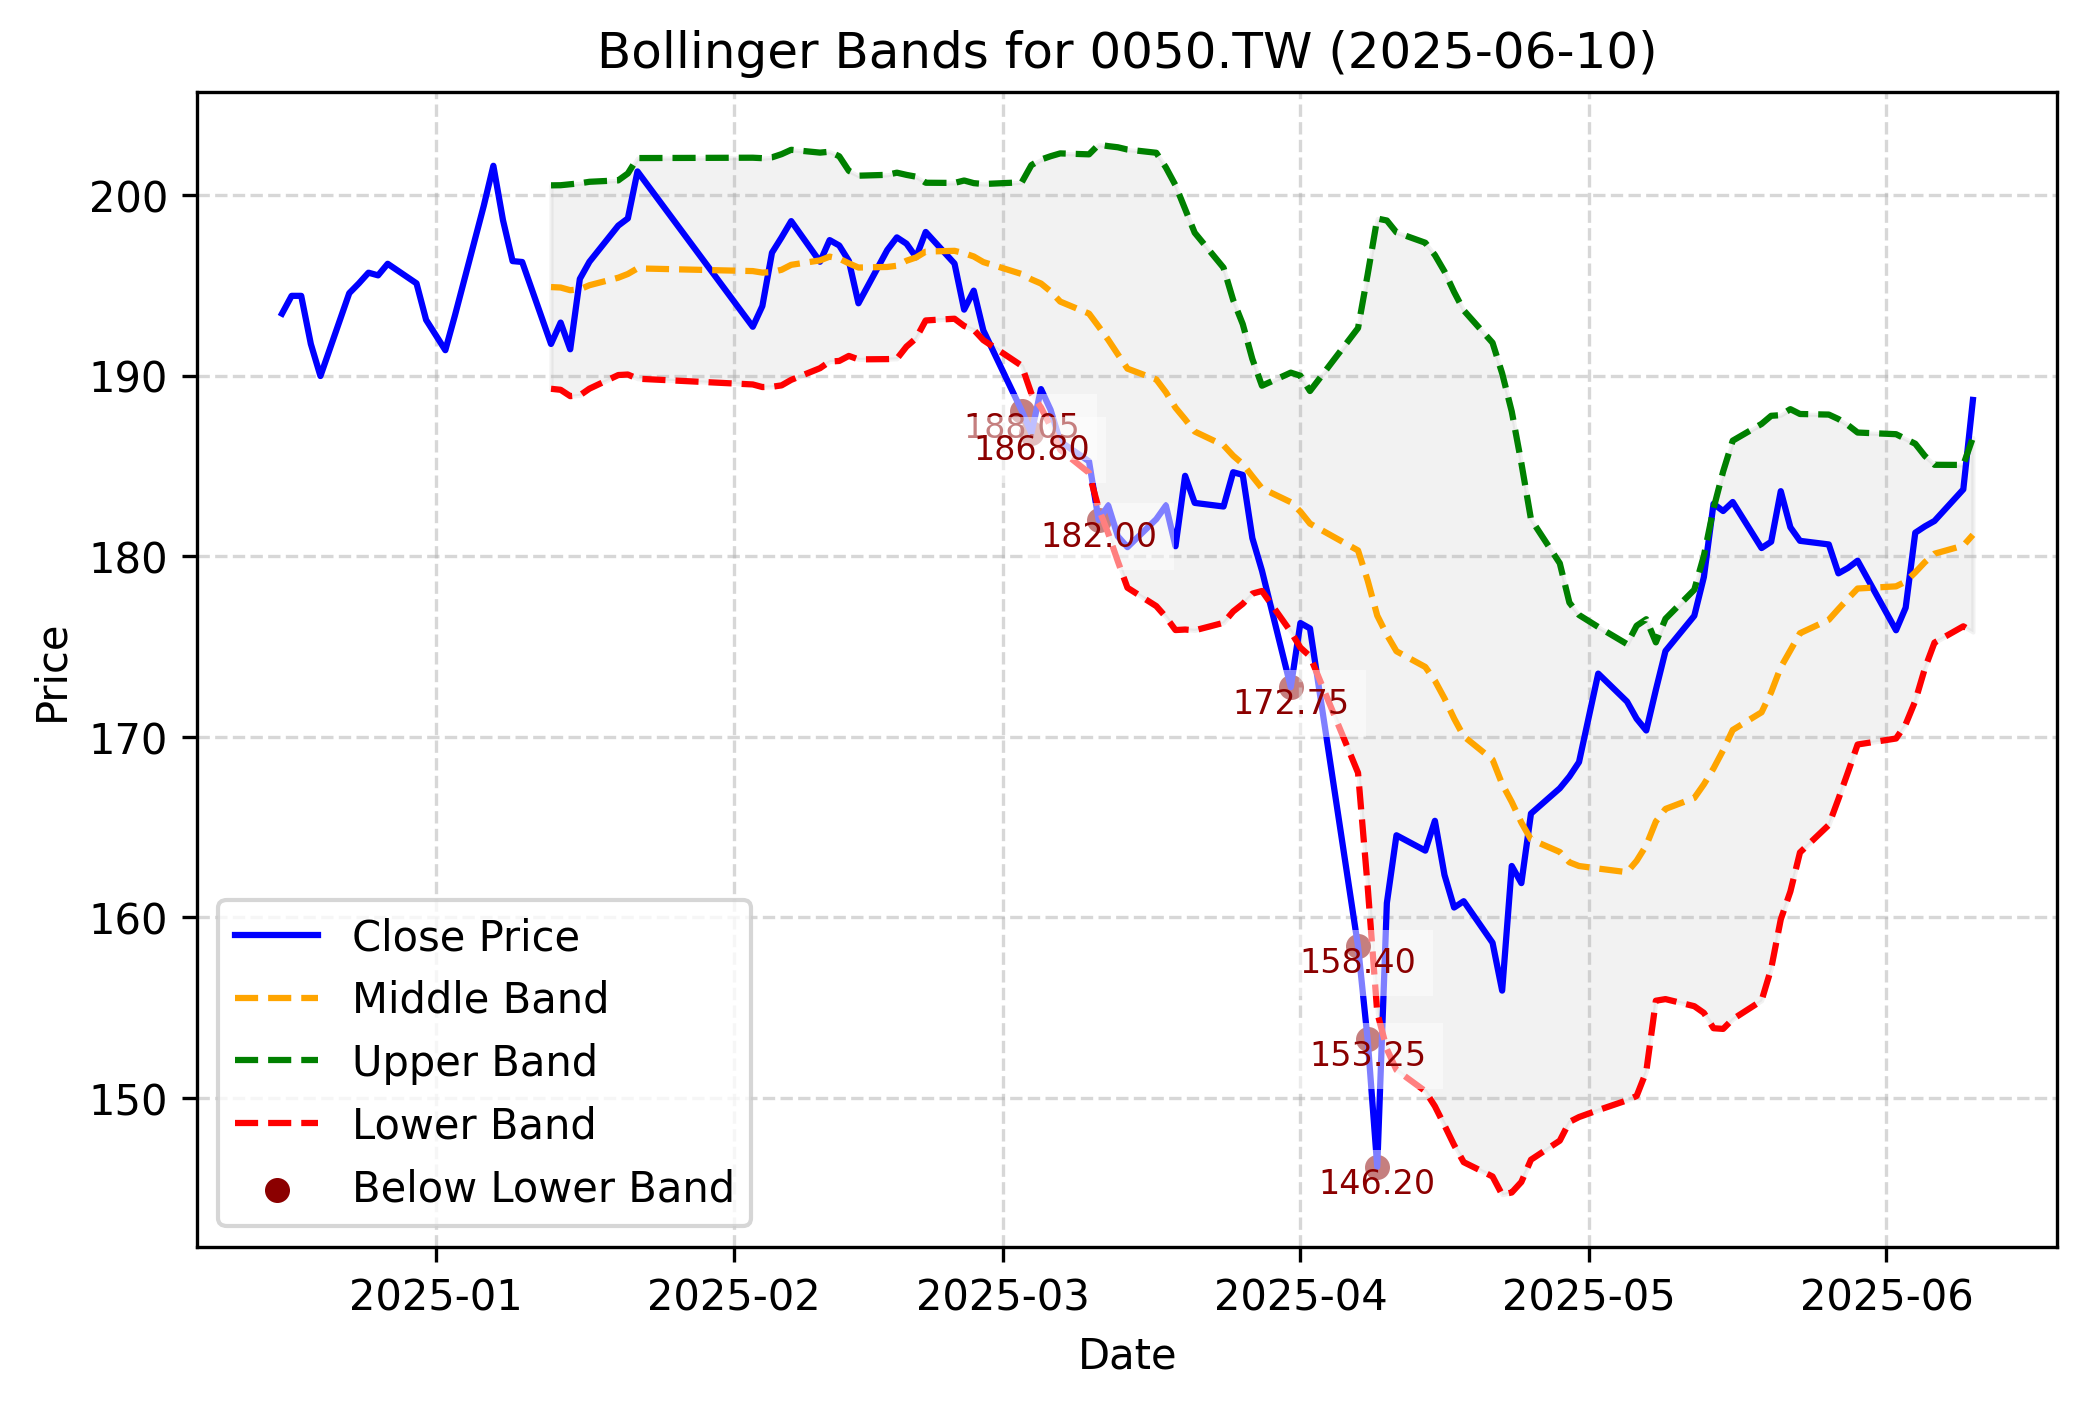 Bollinger Bands for 0050.TW (2025-06-10)
Price
200
190
180
170
160
150
188.05
186.80
182.00
172.75
158.40
153.25
146.20
Close Price
Middle Band
Upper Band
Lower Band
Below Lower Band
2025-01 2025-02 2025-03 2025-04 2025-05 2025-06
Date